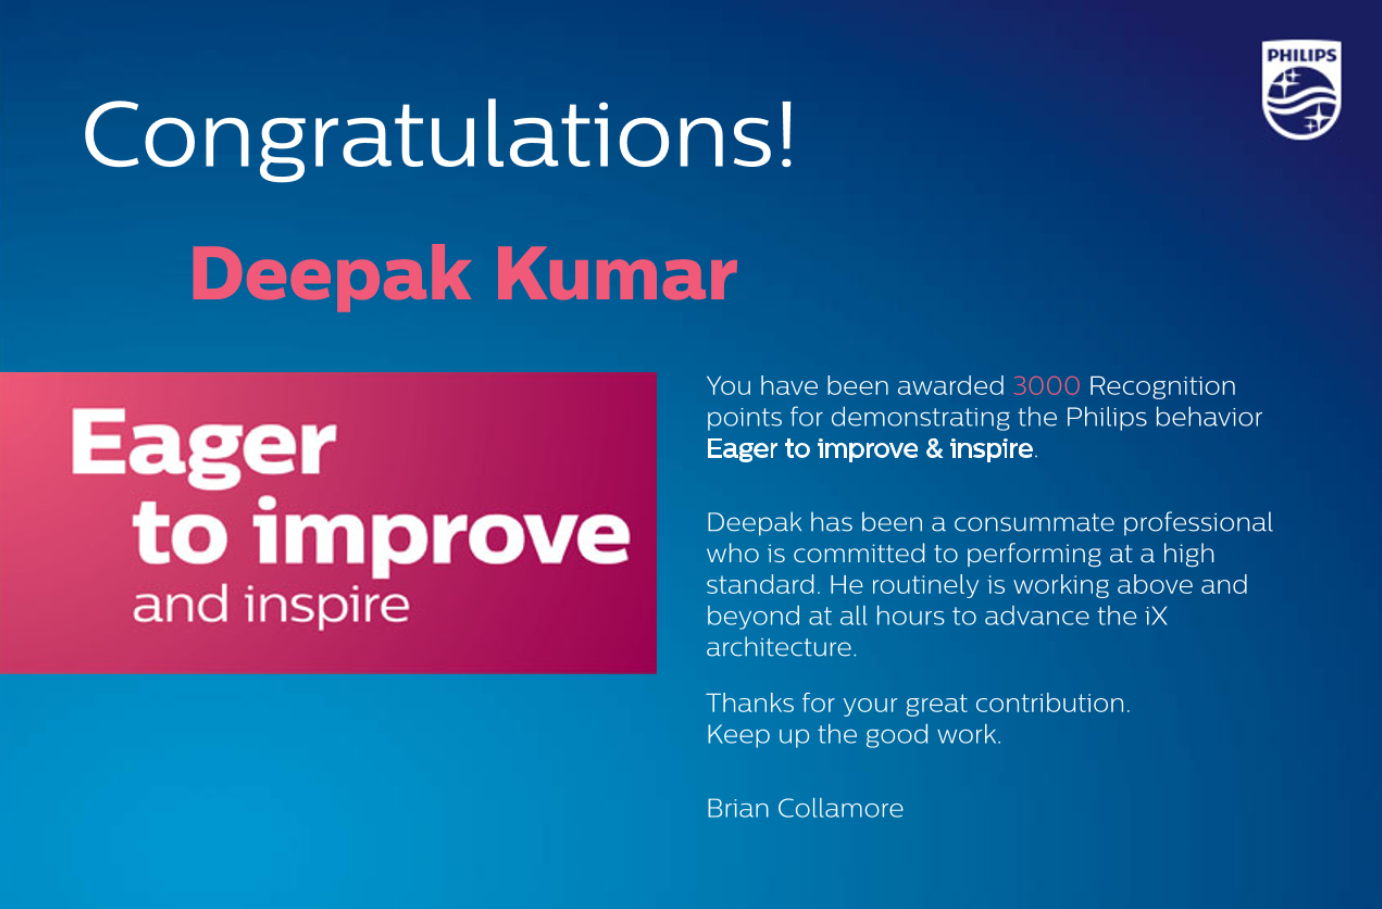 PHILIPS
Congratulations!
Deepak Kumar
Eager
to improve
and inspire
You have been awarded 3000 Recognition
points for demonstrating the Philips behavior
Eager to improve & inspire.
Deepak has been a consummate professional
who is committed to performing at a high
standard. He routinely is working above and
beyond at all hours to advance the iX
architecture.
Thanks for your great contribution.
Keep up the good work.
Brian Collamore